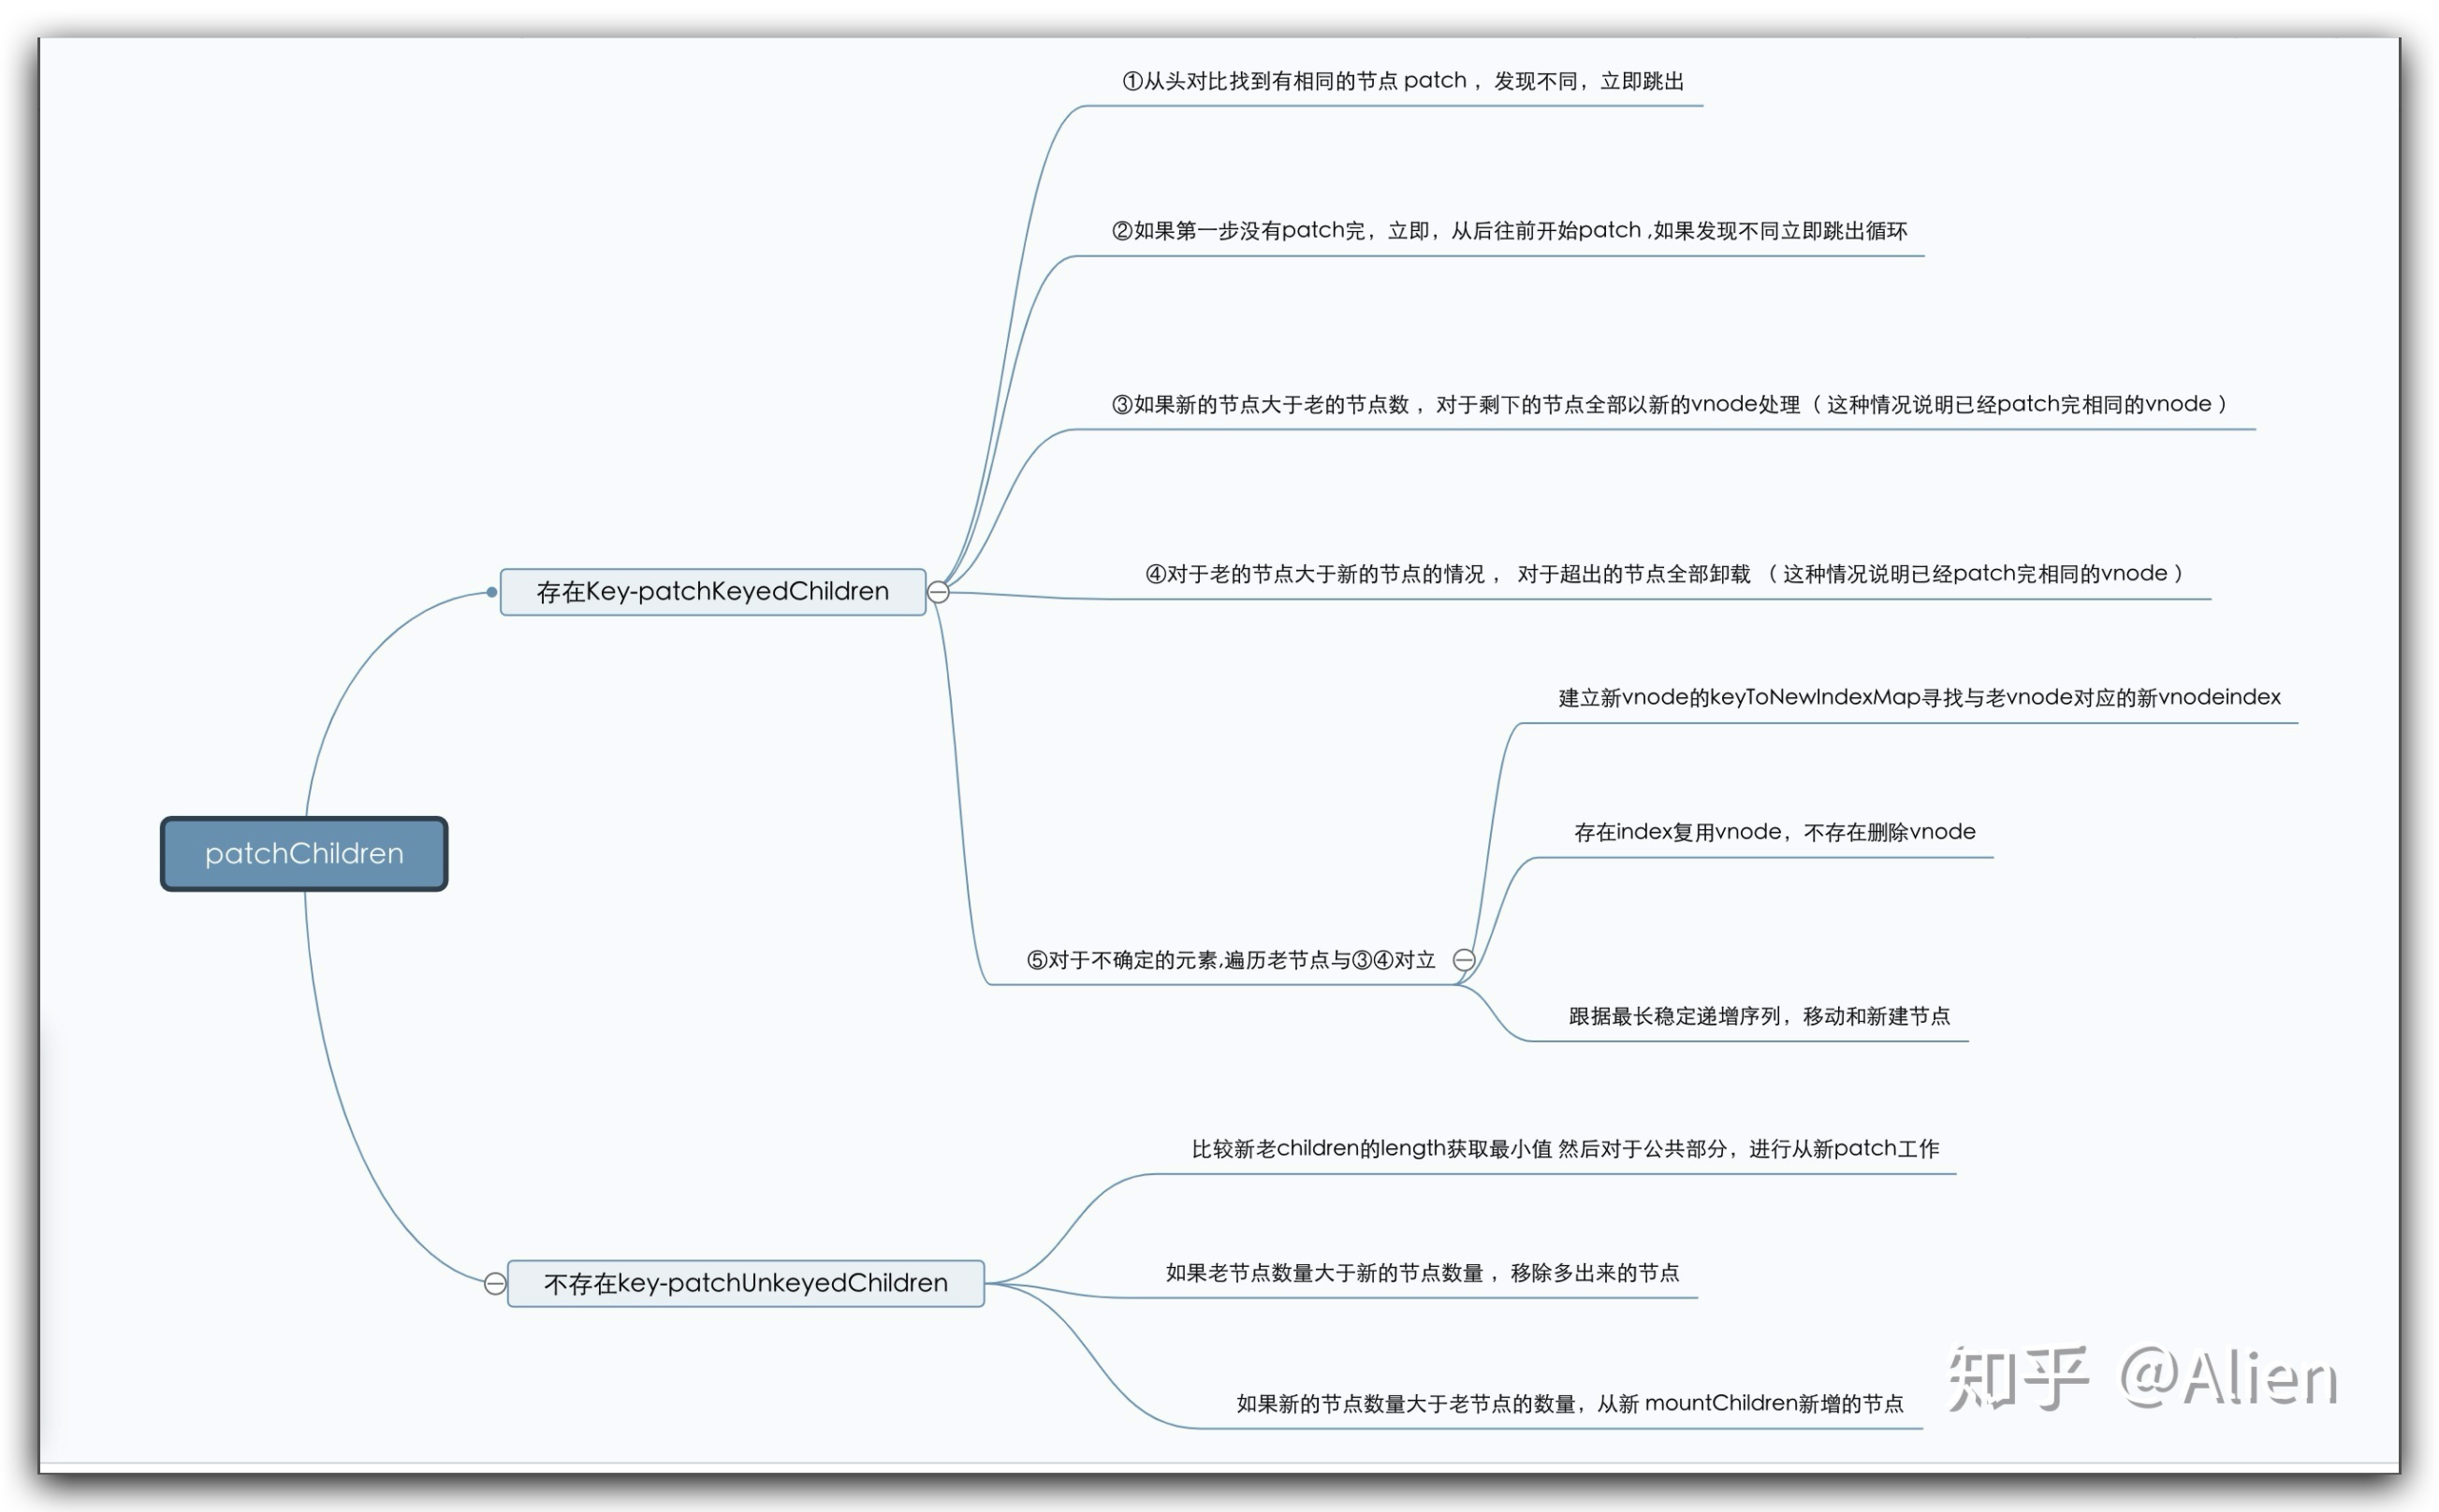 ①从头对比找到有相同的节点 patch ，发现不同，立即跳出
②如果第一步没有patch完，立即，从后往前开始patch ,如果发现不同立即跳出循环
③如果新的节点大于老的节点数 ，对于剩下的节点全部以新的vnode处理（ 这种情况说明已经patch完相同的vnode ）
存在Key-patchKeyedChildren
④对于老的节点大于新的节点的情况 ， 对于超出的节点全部卸载 （ 这种情况说明已经patch完相同的vnode ）
建立新vnode的keyToNewIndexMap寻找与老vnode对应的新vnodeindex
存在index复用vnode，不存在删除vnode
patchChildren
⑤对于不确定的元素,遍历老节点与③④对立
跟据最长稳定递增序列，移动和新建节点
比较新老children的length获取最小值 然后对于公共部分，进行从新patch工作
不存在key-patchUnkeyedChildren
如果老节点数量大于新的节点数量 ，移除多出来的节点
如果新的节点数量大于老节点的数量，从新 mountChildren新增的节点
知乎 @Alien